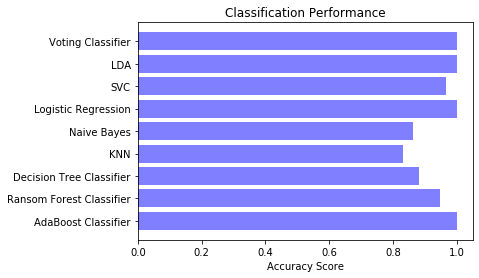 Classification Performance
Voting Classifier
LDA
SVC
Logistic Regression
Naive Bayes
KNN
Decision Tree Classifier
Ransom Forest Classifier
AdaBoost Classifier
0.0 0.2 0.4 0.6 0.8 1.0
Accuracy Score